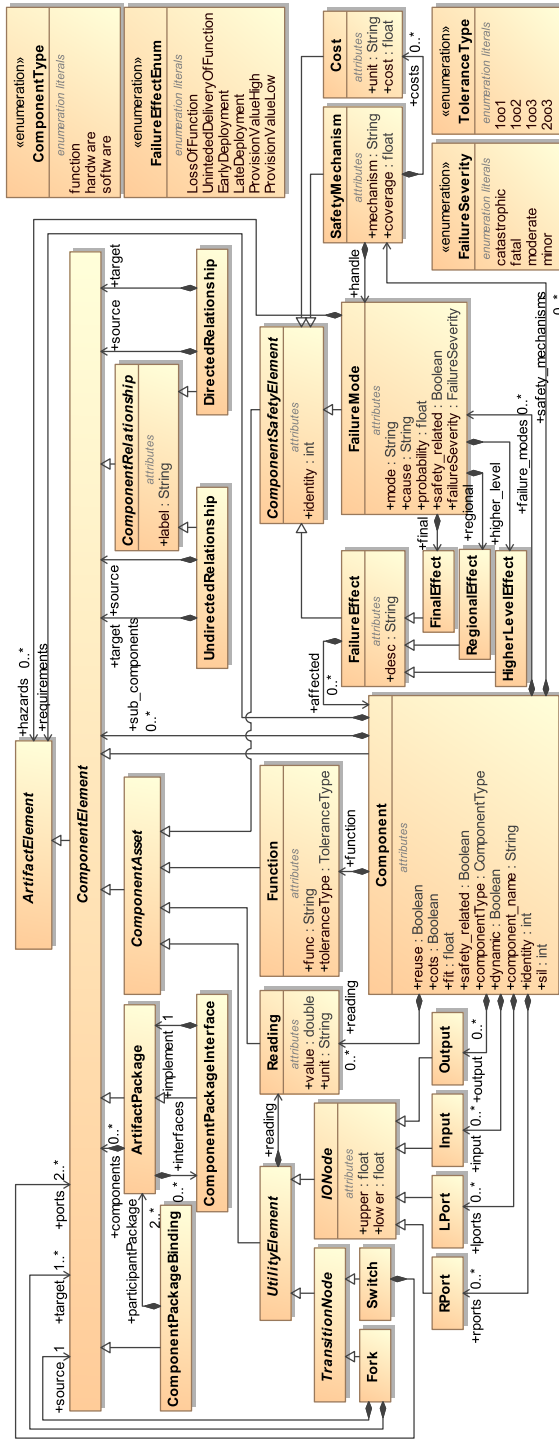 «enumeration»
ComponentType
enumeration literals
function
hardware
software
«enumeration»
FailureEffectEnum
enumeration literals
LossOfFunction
UnintededDeliveryOfFunction
EarlyDeployment
LateDeployment
ProvisionValueHigh
ProvisionValueLow
Cost
attributes
+unit : String
+cost : float
+costs
0..*
«enumeration»
ToleranceType
enumeration literals
1oo1
1oo2
1oo3
2oo3
SafetyMechanism
attributes
+mechanism : String
+coverage : float
«enumeration»
FailureSeverity
enumeration literals
catastrophic
fatal
moderate
minor
+handle
+target
+source
DirectedRelationship
ComponentRelationship
attributes
+label : String
+source
+target
UndirectedRelationship
ComponentSafetyElement
attributes
+identity : int
FailureMode
attributes
+mode : String
+cause : String
+probability : float
+safety_related : Boolean
+failureSeverity : FailureSeverity
+final
+regional
+higher_level
+failure_modes 0..*
+safety_mechanisms
0..*
FailureEffect
attributes
+desc : String
+affected
0..*
FinalEffect
RegionalEffect
HigherLevelEffect
+hazards 0..*
+requirements
ArtifactElement
ComponentElement
+sub_components
0..*
ComponentAsset
Function
attributes
+func : String
+toleranceType : ToleranceType
+function
Component
attributes
+reuse : Boolean
+cots : Boolean
+fit : float
+safety_related : Boolean
+componentType : ComponentType
+dynamic : Boolean
+component_name : String
+identity : int
+sil : int
Reading
attributes
+value : double
+unit : String
+reading
0..*
+reading
ArtifactPackage
+components
0..*
+implement 1
+interfaces
0..*
ComponentPackageInterface
+participantPackage
2..*
ComponentPackageBinding
+ports 2..*
+target 1..*
+source 1
UtilityElement
IONode
attributes
+upper : float
+lower : float
TransitionNode
Switch
Fork
Output
+output
0..*
Input
+input
0..*
LPort
+lports
0..*
RPort
+rports
0..*